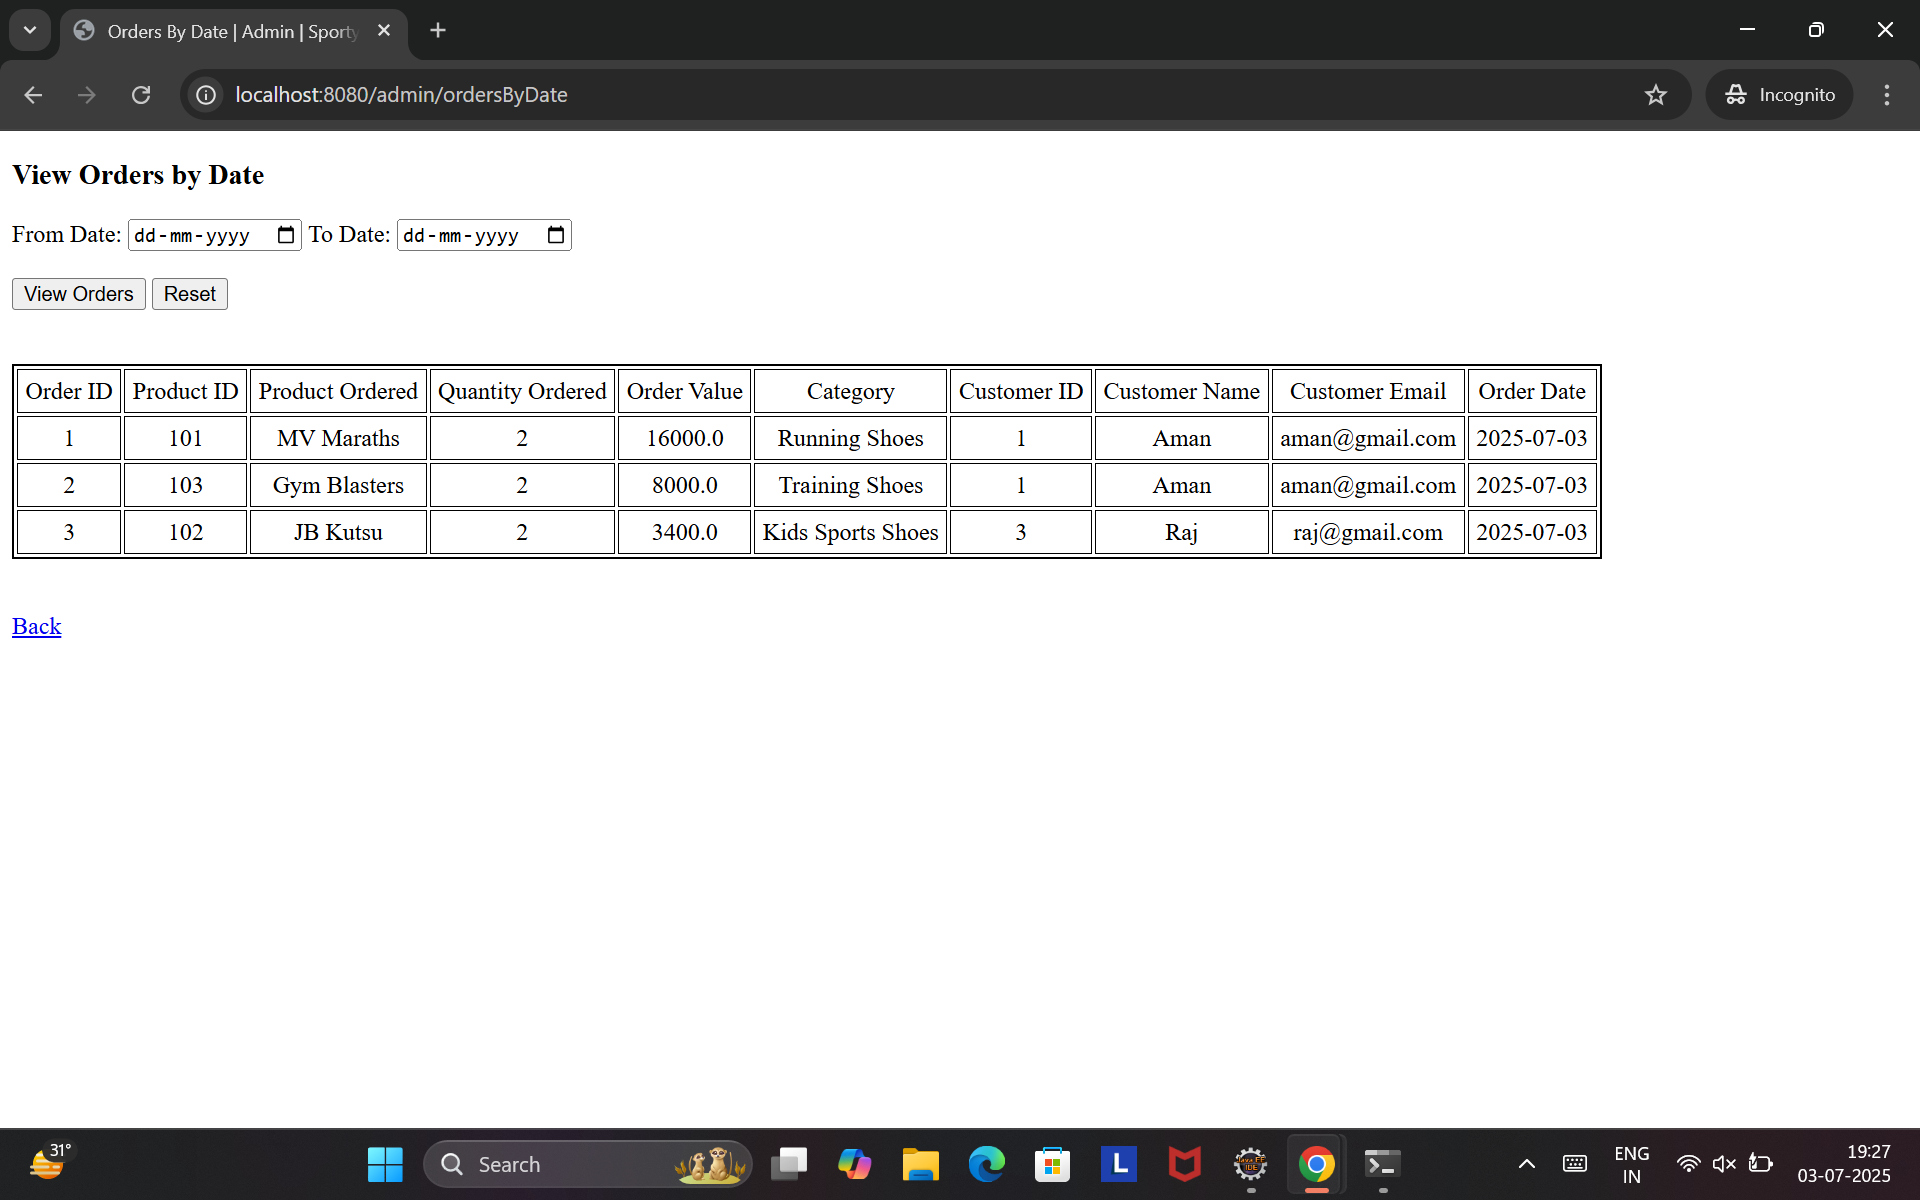 Orders By Date | Admin | Sporty
localhost:8080/admin/ordersByDate
Incognito
View Orders by Date
From Date: dd-mm-yyyy To Date: dd-mm-yyyy
View Orders Reset
Order ID Product ID Product Ordered Quantity Ordered Order Value Category Customer ID Customer Name Customer Email Order Date
1 101 MV Maraths 2 16000.0 Running Shoes 1 Aman aman@gmail.com 2025-07-03
2 103 Gym Blasters 2 8000.0 Training Shoes 1 Aman aman@gmail.com 2025-07-03
3 102 JB Kutsu 2 3400.0 Kids Sports Shoes 3 Raj raj@gmail.com 2025-07-03
Back
31°
Search
L
Java EE
IDE
ENG
IN
19:27
03-07-2025